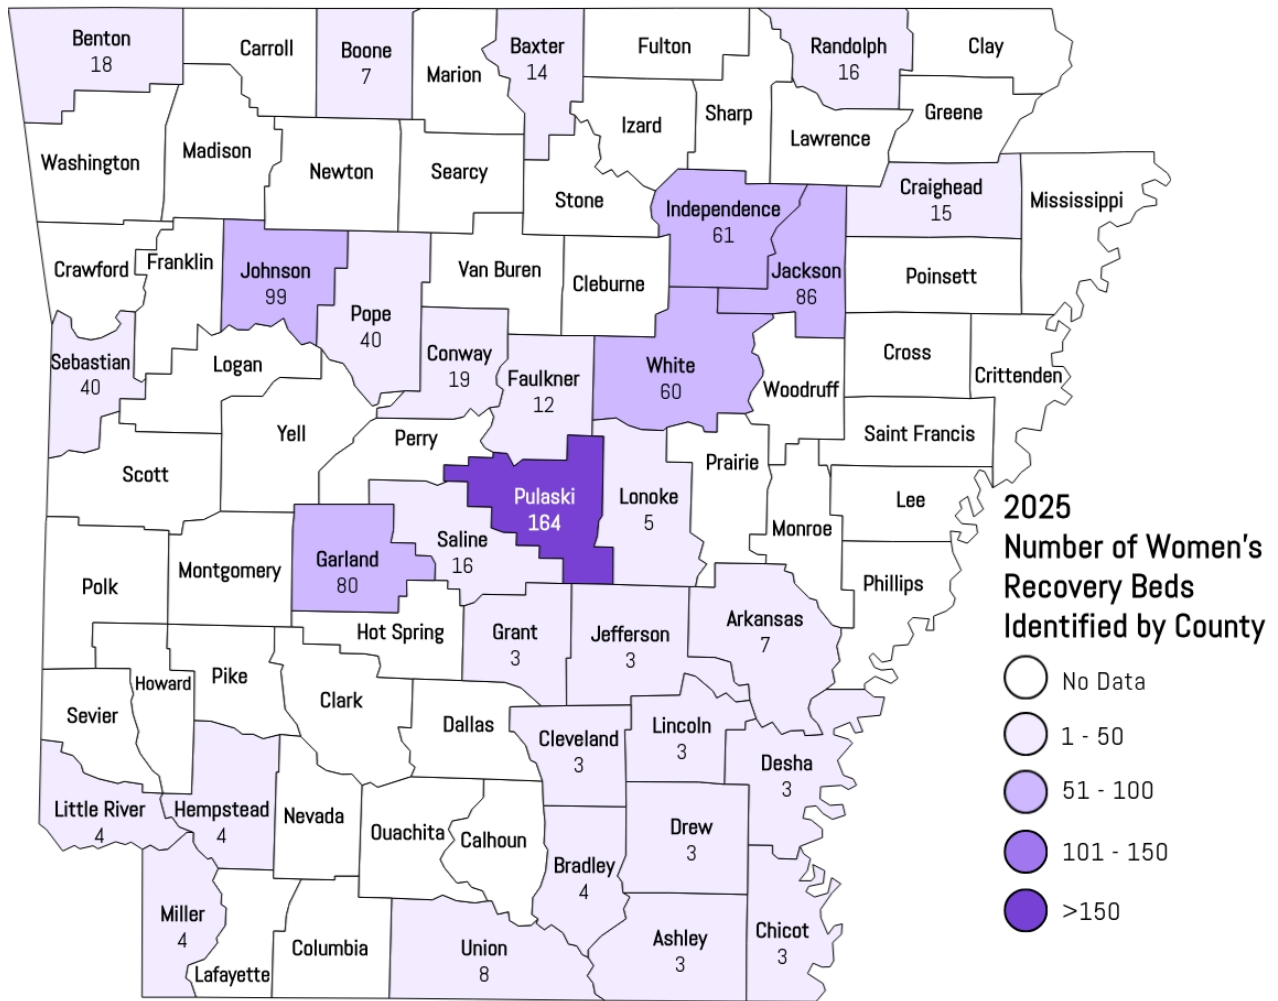 Benton
18
Carroll
Boone
7
Marion
Baxter
14
Fulton
Randolph
16
Clay
Washington
Madison
Newton
Searcy
Stone
Izard
Sharp
Lawrence
Greene
Craighead
15
Mississippi
Independence
61
Jackson
86
Poinsett
Crawford
Franklin
Johnson
99
Pope
40
Van Buren
Cleburne
Sebastian
40
Logan
Conway
19
Faulkner
12
White
60
Woodruff
Cross
Crittenden
Saint Francis
Scott
Yell
Perry
Pulaski
164
Lonoke
5
Prairie
Monroe
Lee
Phillips
Polk
Montgomery
Garland
80
Saline
16
Hot Spring
Grant
3
Jefferson
3
Arkansas
7
Sevier
Howard
Pike
Clark
Dallas
Cleveland
3
Lincoln
3
Desha
3
Little River
4
Hempstead
4
Nevada
Ouachita
Calhoun
Bradley
4
Drew
3
Miller
4
Lafayette
Columbia
Union
8
Ashley
3
Chicot
3
2025
Number of Women's
Recovery Beds
Identified by County
No Data
1 - 50
51 - 100
101 - 150
>150